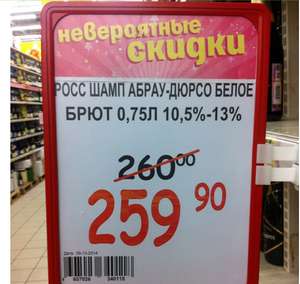 невероятные
скидки
РОСС ШАМП АБРАУ-ДЮРСО БЕЛОЕ
БРЮТ 0,75Л 10,5%-13%
260 00
259 90